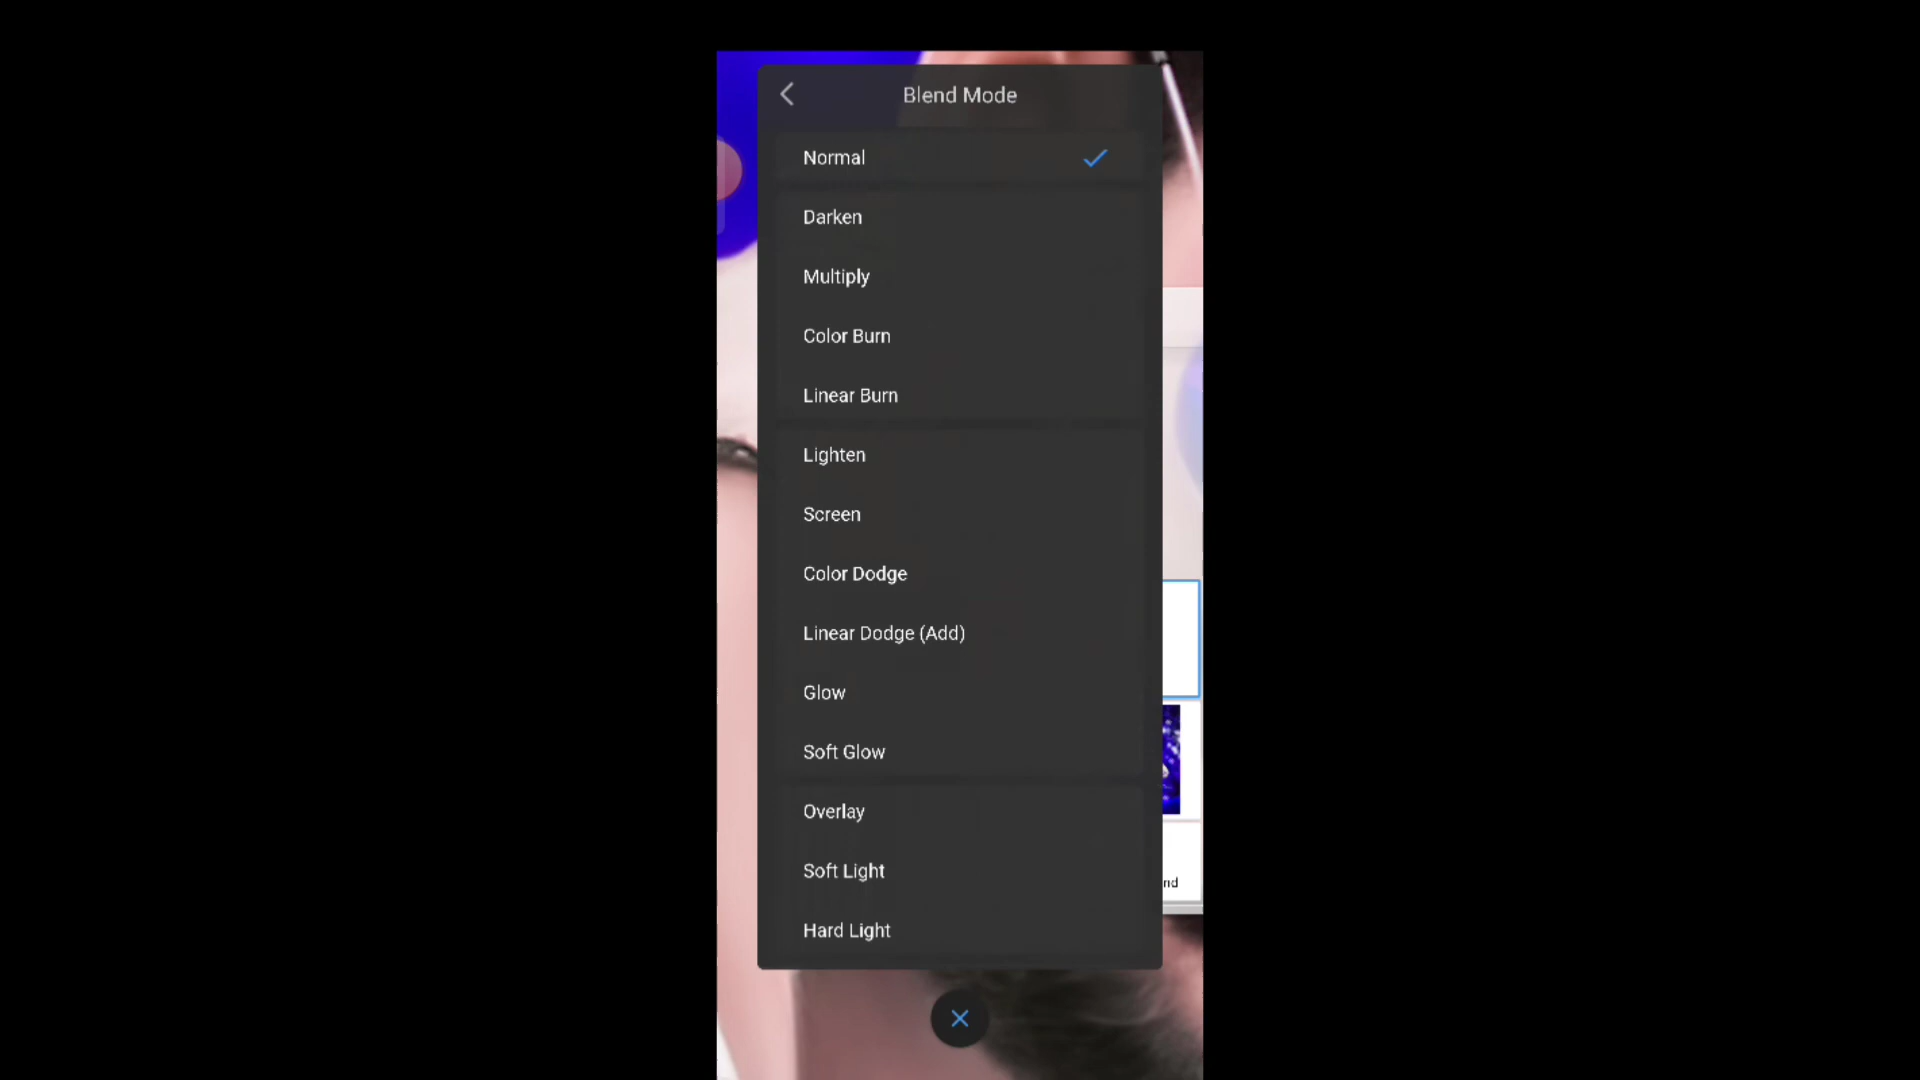 Blend Mode
Normal
Darken
Multiply
Color Burn
Linear Burn
Lighten
Screen
Color Dodge
Linear Dodge (Add)
Glow
Soft Glow
Overlay
Soft Light
nd
Hard Light